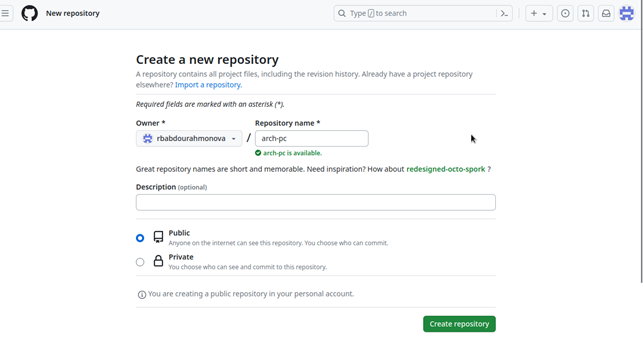 New repository
Type / to search
Create a new repository
A repository contains all project files, including the revision history. Already have a project repository
elsewhere? Import a repository.
Required fields are marked with an asterisk (*).
Owner *
Repository name *
rbabdourahmonova / arch-pc
arch-pc is available.
Great repository names are short and memorable. Need inspiration? How about redesigned-octo-spork ?
Description (optional)
Public
Anyone on the internet can see this repository. You choose who can commit.
Private
You choose who can see and commit to this repository.
You are creating a public repository in your personal account.
Create repository